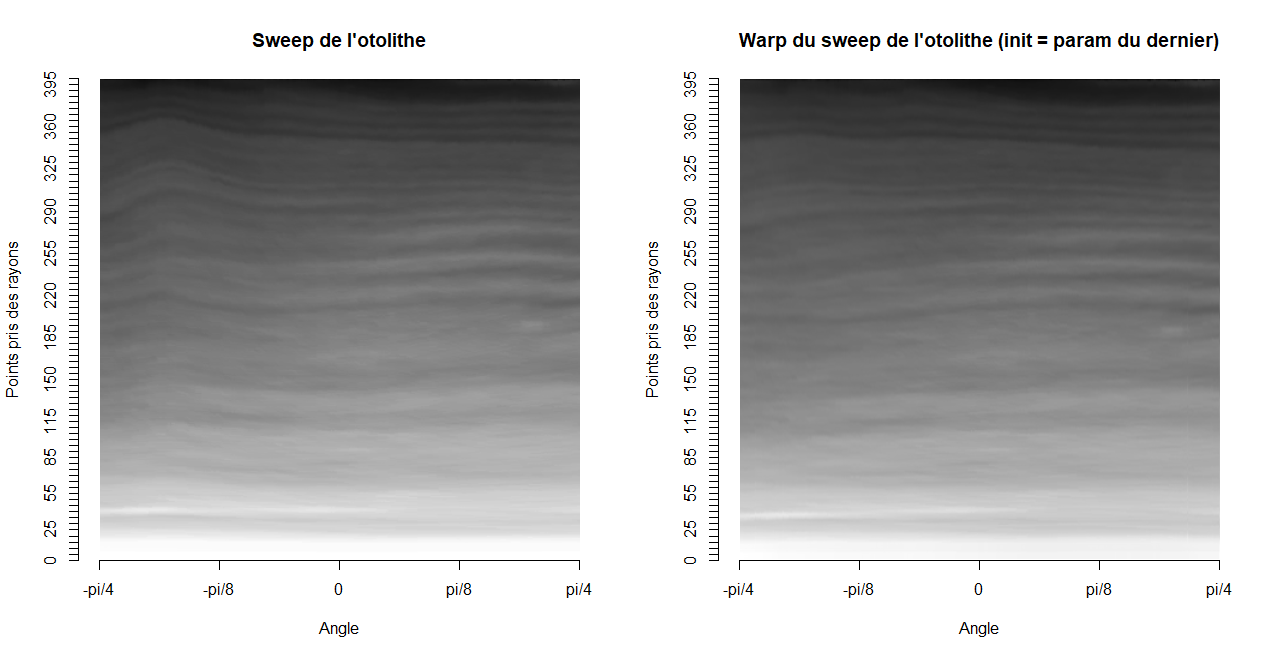 Sweep de l'otolithe
Points pris des rayons
0 25 55 85 115 150 185 220 255 290 325 360 395
-pi/4 -pi/8 0 pi/8 pi/4
Angle
Warp du sweep de l'otolithe (init = param du dernier)
Points pris des rayons
0 25 55 85 115 150 185 220 255 290 325 360 395
-pi/4 -pi/8 0 pi/8 pi/4
Angle